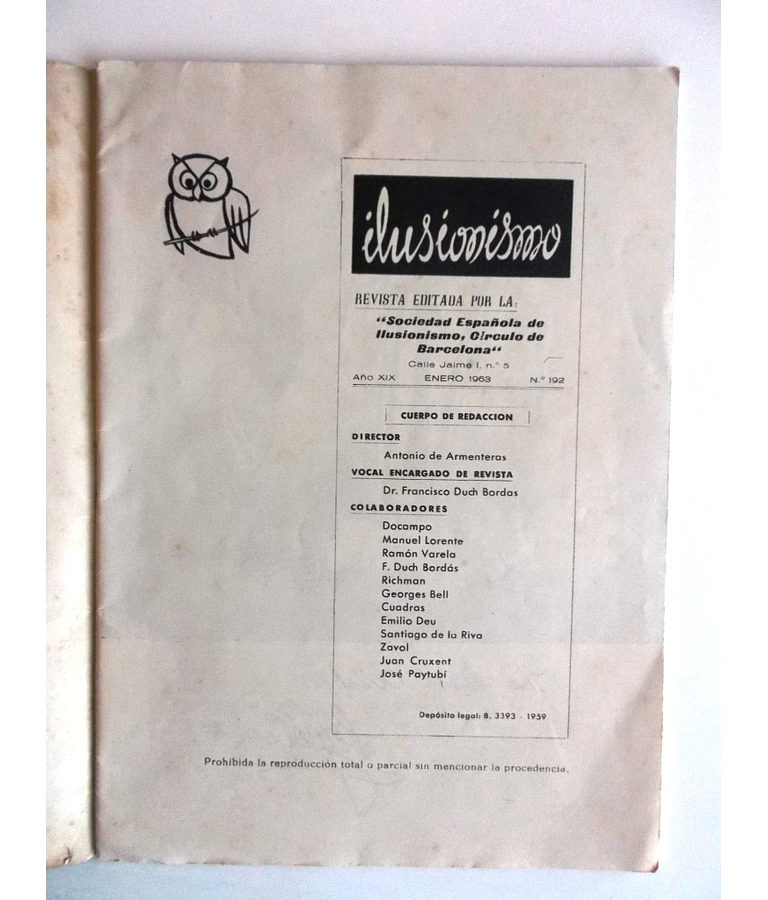 ilusionismo
REVISTA EDITADA POR LA:
“Sociedad Española de
Ilusionismo, Círculo de
Barcelona“
Calle Jaime I, n.º 5
Año XIX ENERO 1963 N.º 192
CUERPO DE REDACCION
DIRECTOR
Antonio de Armenteras
VOCAL ENCARGADO DE REVISTA
Dr. Francisco Duch Bordas
COLABORADORES
Docampo
Manuel Lorente
Ramón Varela
F. Duch Bordás
Richman
Georges Bell
Cuadras
Emilio Deu
Santiago de la Riva
Zavol
Juan Cruxent
José Paytubí
Depósito legal: B. 3393 - 1959
Prohibida la reproducción total o parcial sin mencionar la procedencia.